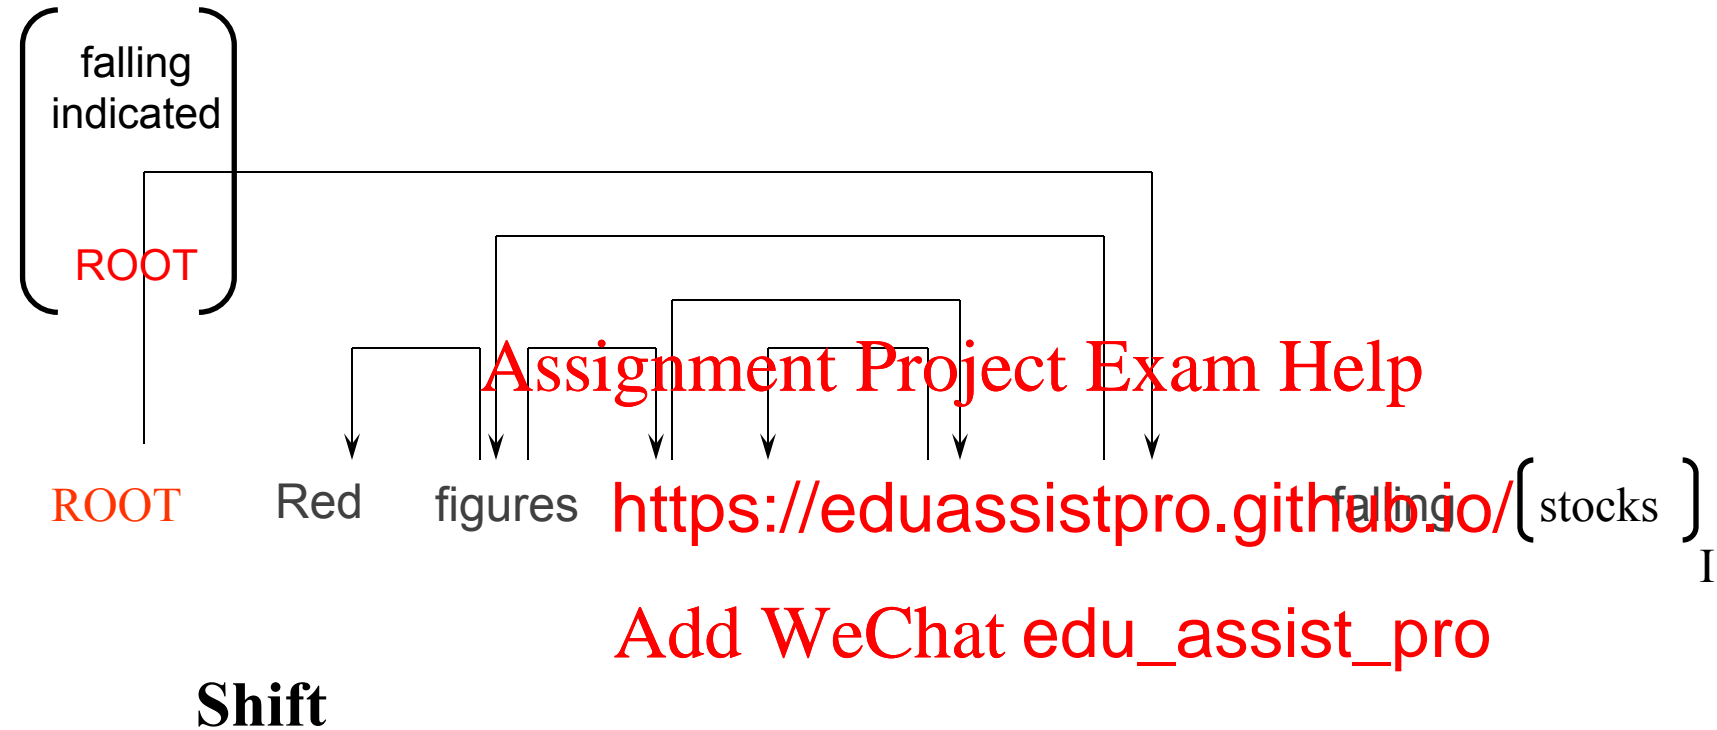 falling
indicated
ROOT
Assignment Project Exam Help
ROOT Red figures https://eduassistpro.github.io/ falling stocks
I
Add WeChat edu_assist_pro
Shift